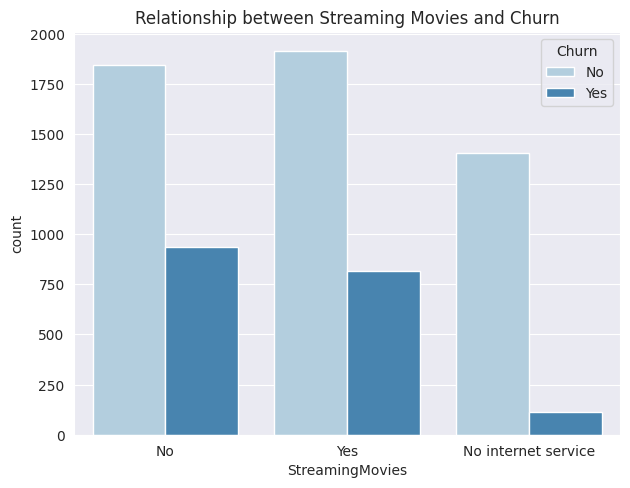 Relationship between Streaming Movies and Churn
Churn
No
Yes
2000
1750
1500
1250
1000
750
500
250
0
count
No
Yes
No internet service
StreamingMovies